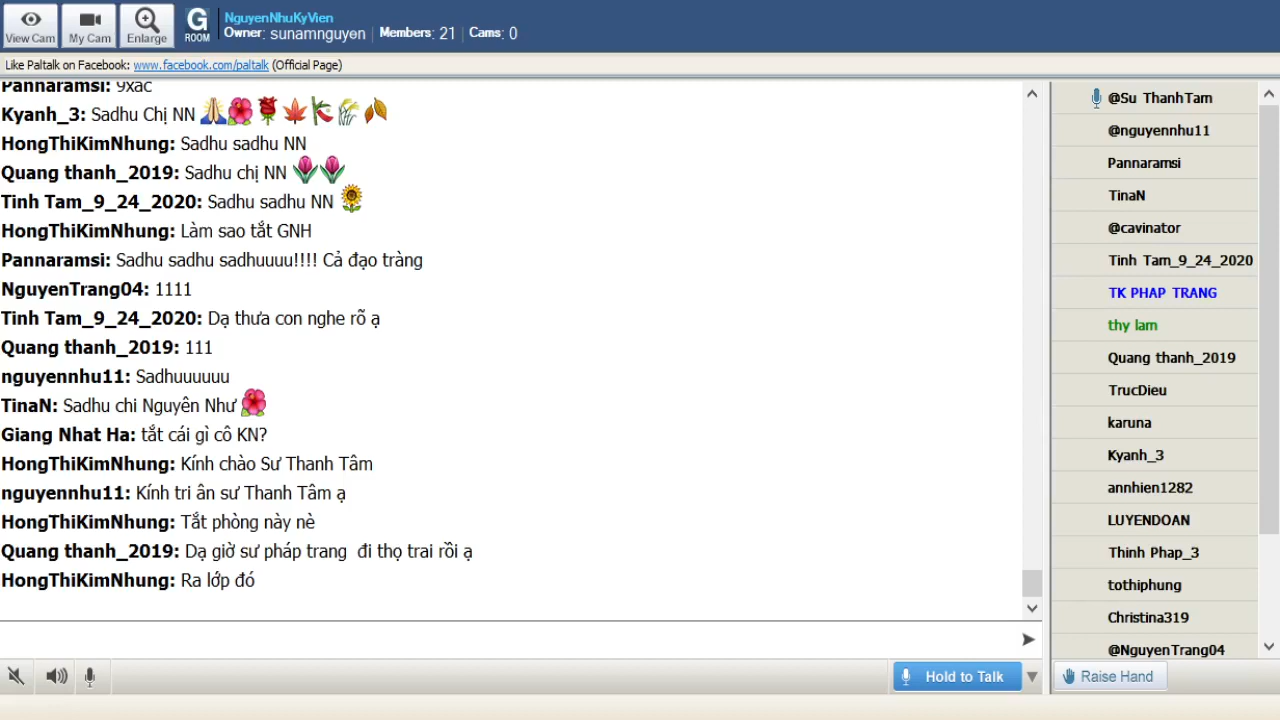 View Cam
My Cam
Enlarge
G
ROOM
NguyenNhuKyVien
Owner: sunamnguyen | Members: 21 | Cams: 0
Like Paltalk on Facebook: www.facebook.com/paltalk (Official Page)
Pannaramsi: 9xac
Kyanh_3: Sadhu Chị NN
HongThiKimNhung: Sadhu sadhu NN
Quang thanh_2019: Sadhu chị NN
Tinh Tam_9_24_2020: Sadhu sadhu NN
HongThiKimNhung: Làm sao tắt GNH
Pannaramsi: Sadhu sadhu sadhuuuu!!!! Cả đạo tràng
NguyenTrang04: 1111
Tinh Tam_9_24_2020: Dạ thưa con nghe rõ ạ
Quang thanh_2019: 111
nguyennhu11: Sadhuuuuuu
TinaN: Sadhu chi Nguyên Như
Giang Nhat Ha: tắt cái gì cô KN?
HongThiKimNhung: Kính chào Sư Thanh Tâm
nguyennhu11: Kính tri ân sư Thanh Tâm ạ
HongThiKimNhung: Tắt phòng này nè
Quang thanh_2019: Dạ giờ sư pháp trang  đi thọ trai rồi ạ
HongThiKimNhung: Ra lớp đó
@Su ThanhTam
@nguyennhu11
Pannaramsi
TinaN
@cavinator
Tinh Tam_9_24_2020
TK PHAP TRANG
thy lam
Quang thanh_2019
TrucDieu
karuna
Kyanh_3
annhien1282
LUYENDOAN
Thinh Phap_3
tothiphung
Christina319
@NguyenTrang04
Hold to Talk
Raise Hand